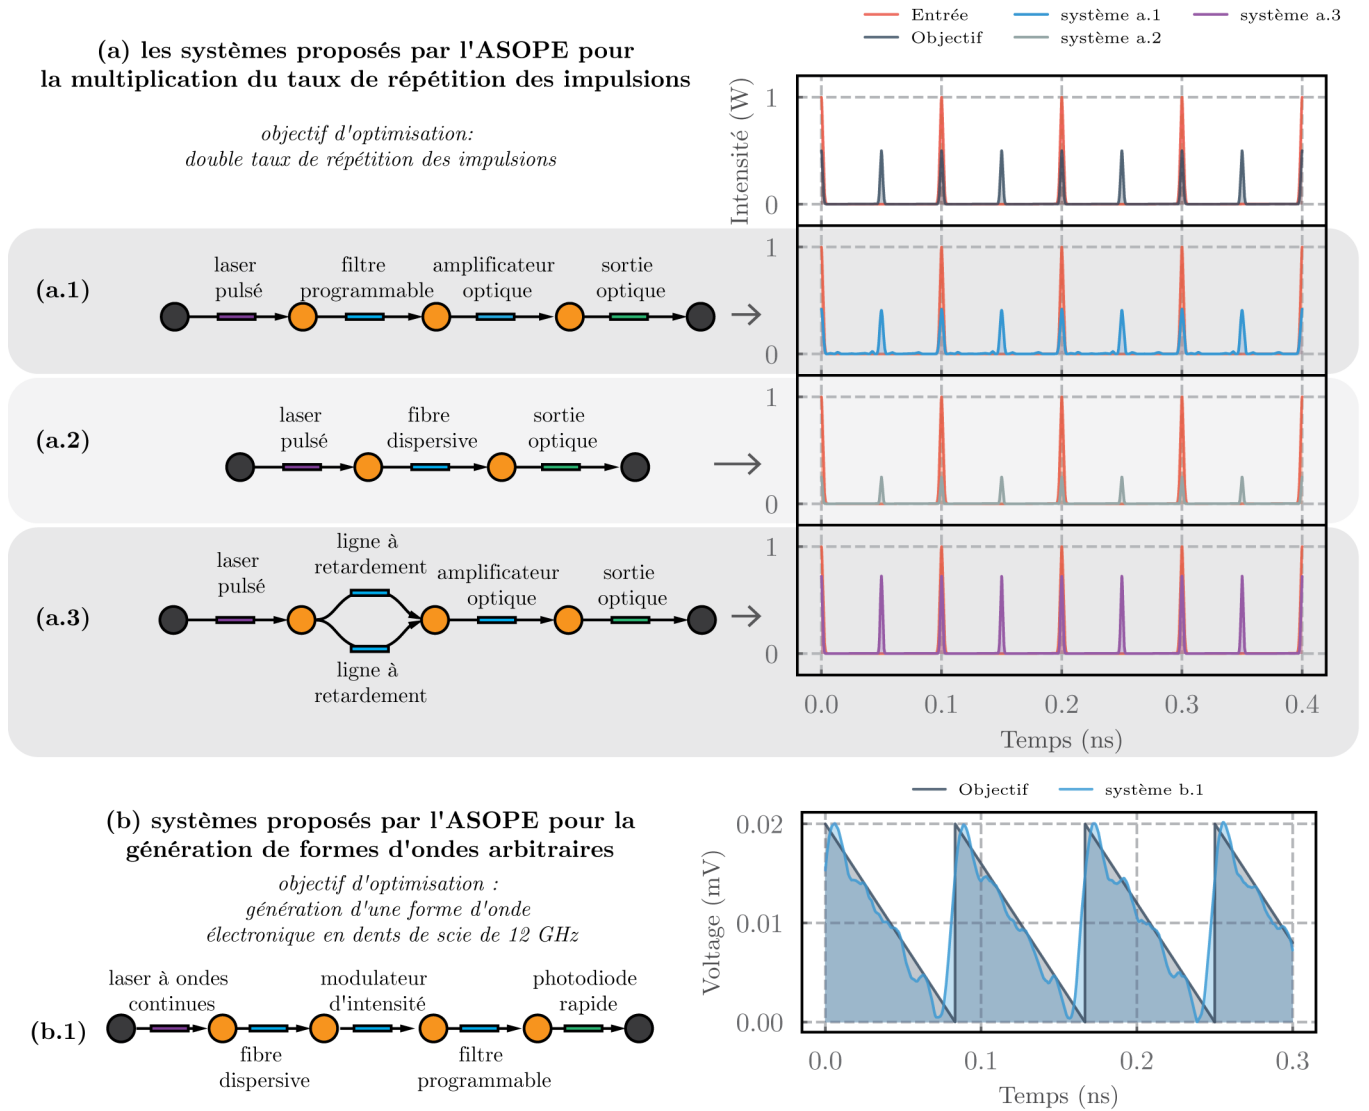 Entrée
Objectif
système a.1
système a.2
système a.3
(a) les systèmes proposés par l'ASOPE pour
la multiplication du taux de répétition des impulsions
objectif d'optimisation:
double taux de répétition des impulsions
Intensité (W)
1
0
(a.1)
laser
pulsé
filtre
programmable
amplificateur
optique
sortie
optique
1
0
(a.2)
laser
pulsé
fibre
dispersive
sortie
optique
1
0
(a.3)
laser
pulsé
ligne à
retardement
ligne à
retardement
amplificateur
optique
sortie
optique
1
0
0.0 0.1 0.2 0.3 0.4
Temps (ns)
(b) systèmes proposés par l'ASOPE pour la
génération de formes d'ondes arbitraires
objectif d'optimisation :
génération d'une forme d'onde
électronique en dents de scie de 12 GHz
(b.1)
laser à ondes
continues
fibre
dispersive
modulateur
d'intensité
filtre
programmable
photodiode
rapide
Objectif
système b.1
Voltage (mV)
0.02
0.01
0.00
0.0 0.1 0.2 0.3
Temps (ns)